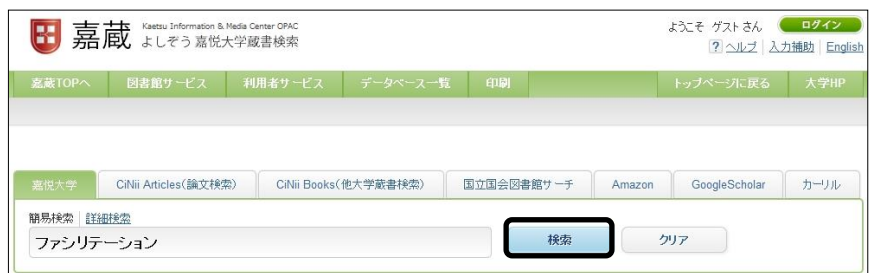 嘉 嘉蔵 Kaetsu Information & Media Center OPAC
よしぞう 嘉悦大学蔵書検索
ようこそ ゲストさん ログイン
? ヘルプ 入力補助 English
嘉蔵TOPへ 図書館サービス 利用者サービス データベース一覧 印刷 トップページに戻る 大学HP
嘉悦大学 CiNii Articles(論文検索) CiNii Books(他大学蔵書検索) 国立国会図書館サーチ Amazon GoogleScholar カーリル
簡易検索 詳細検索
ファシリテーション 検索 クリア